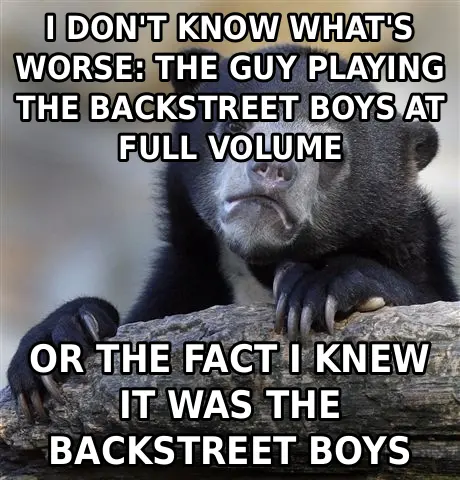 I DON'T KNOW WHAT'S
WORSE: THE GUY PLAYING
THE BACKSTREET BOYS AT
FULL VOLUME
OR THE FACT I KNEW
IT WAS THE
BACKSTREET BOYS